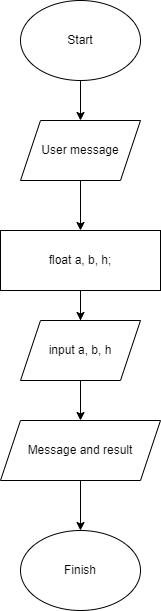 Start
User message
float a, b, h;
input a, b, h
Message and result
Finish